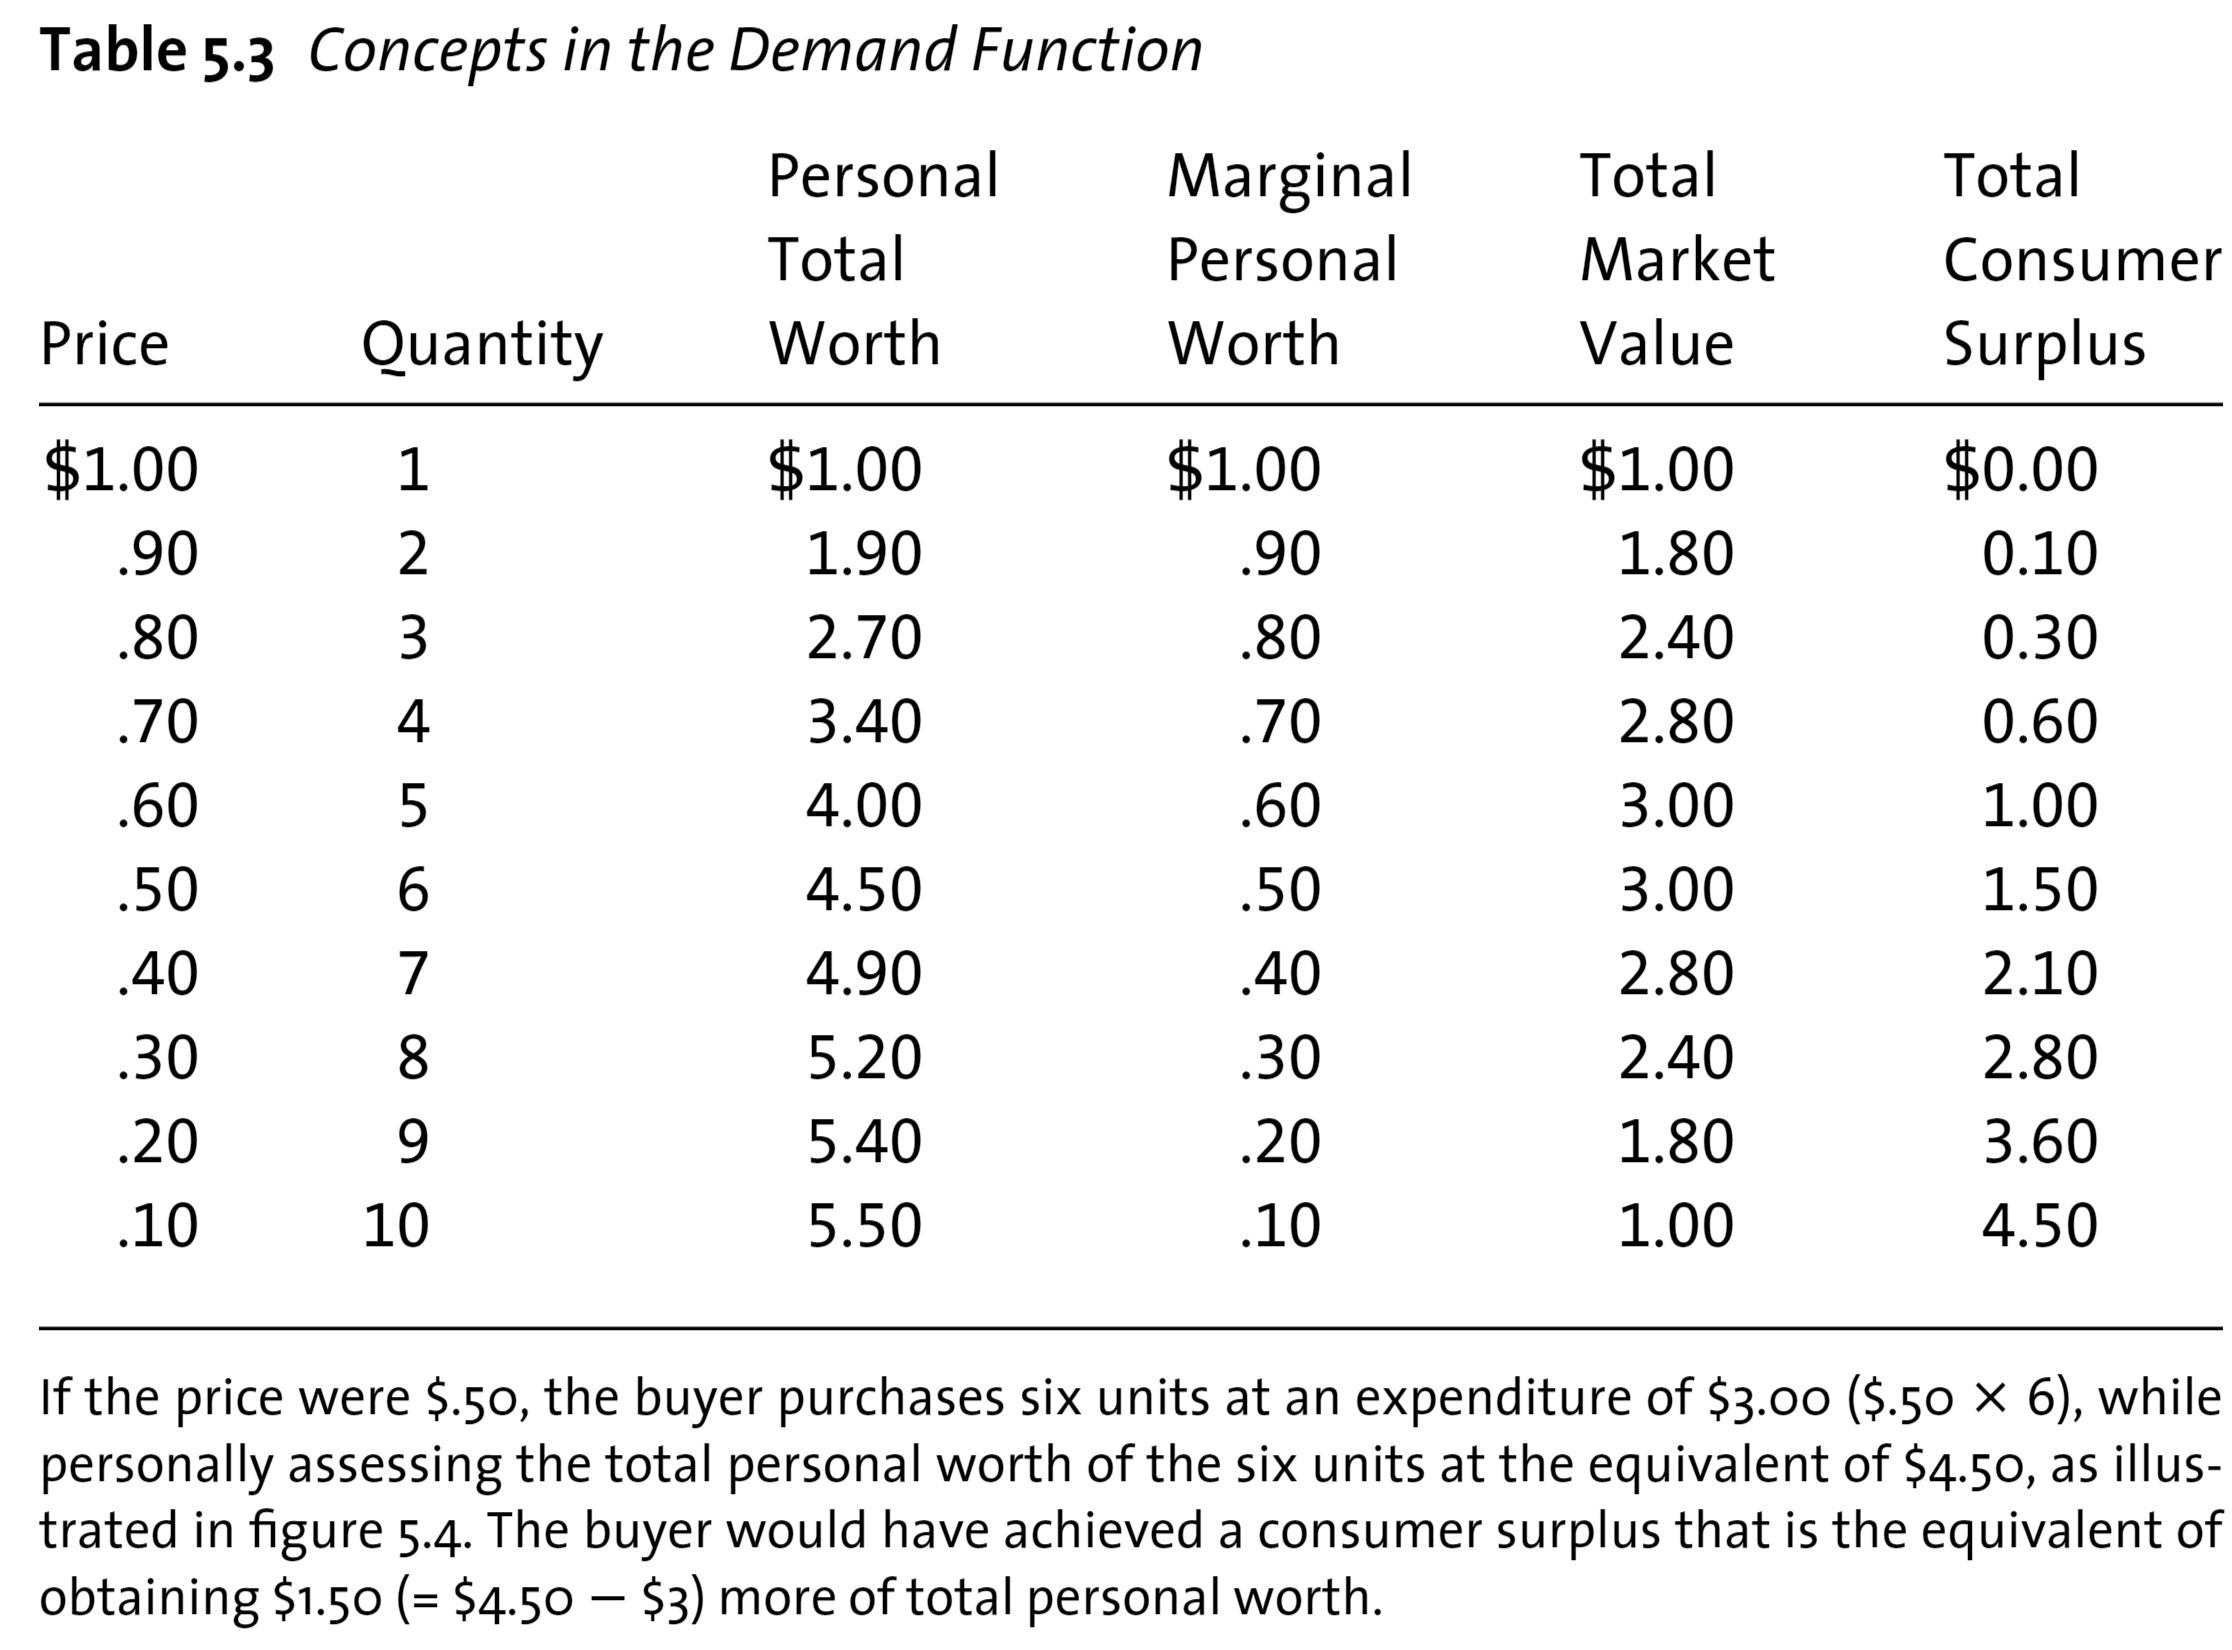 Table 5.3 Concepts in the Demand Function
Personal Marginal Total Total
Total Personal Market Consumer
Price Quantity Worth Worth Value Surplus
$1.00 1 $1.00 $1.00 $1.00 $0.00
.90 2 1.90 .90 1.80 0.10
.80 3 2.70 .80 2.40 0.30
.70 4 3.40 .70 2.80 0.60
.60 5 4.00 .60 3.00 1.00
.50 6 4.50 .50 3.00 1.50
.40 7 4.90 .40 2.80 2.10
.30 8 5.20 .30 2.40 2.80
.20 9 5.40 .20 1.80 3.60
.10 10 5.50 .10 1.00 4.50
If the price were $.50, the buyer purchases six units at an expenditure of $3.00 ($.50 × 6), while
personally assessing the total personal worth of the six units at the equivalent of $4.50, as illus-
trated in figure 5.4. The buyer would have achieved a consumer surplus that is the equivalent of
obtaining $1.50 (= $4.50 — $3) more of total personal worth.